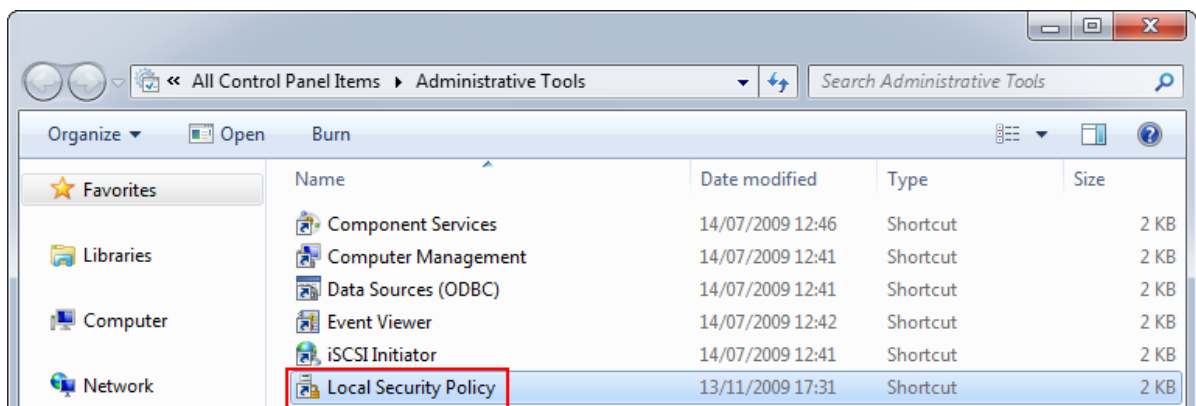 « All Control Panel Items ▸ Administrative Tools Search Administrative Tools
Organize Open Burn
Favorites
Libraries
Computer
Network
Name Date modified Type Size
Component Services 14/07/2009 12:46 Shortcut 2 KB
Computer Management 14/07/2009 12:41 Shortcut 2 KB
Data Sources (ODBC) 14/07/2009 12:41 Shortcut 2 KB
Event Viewer 14/07/2009 12:42 Shortcut 2 KB
iSCSI Initiator 14/07/2009 12:41 Shortcut 2 KB
Local Security Policy 13/11/2009 17:31 Shortcut 2 KB